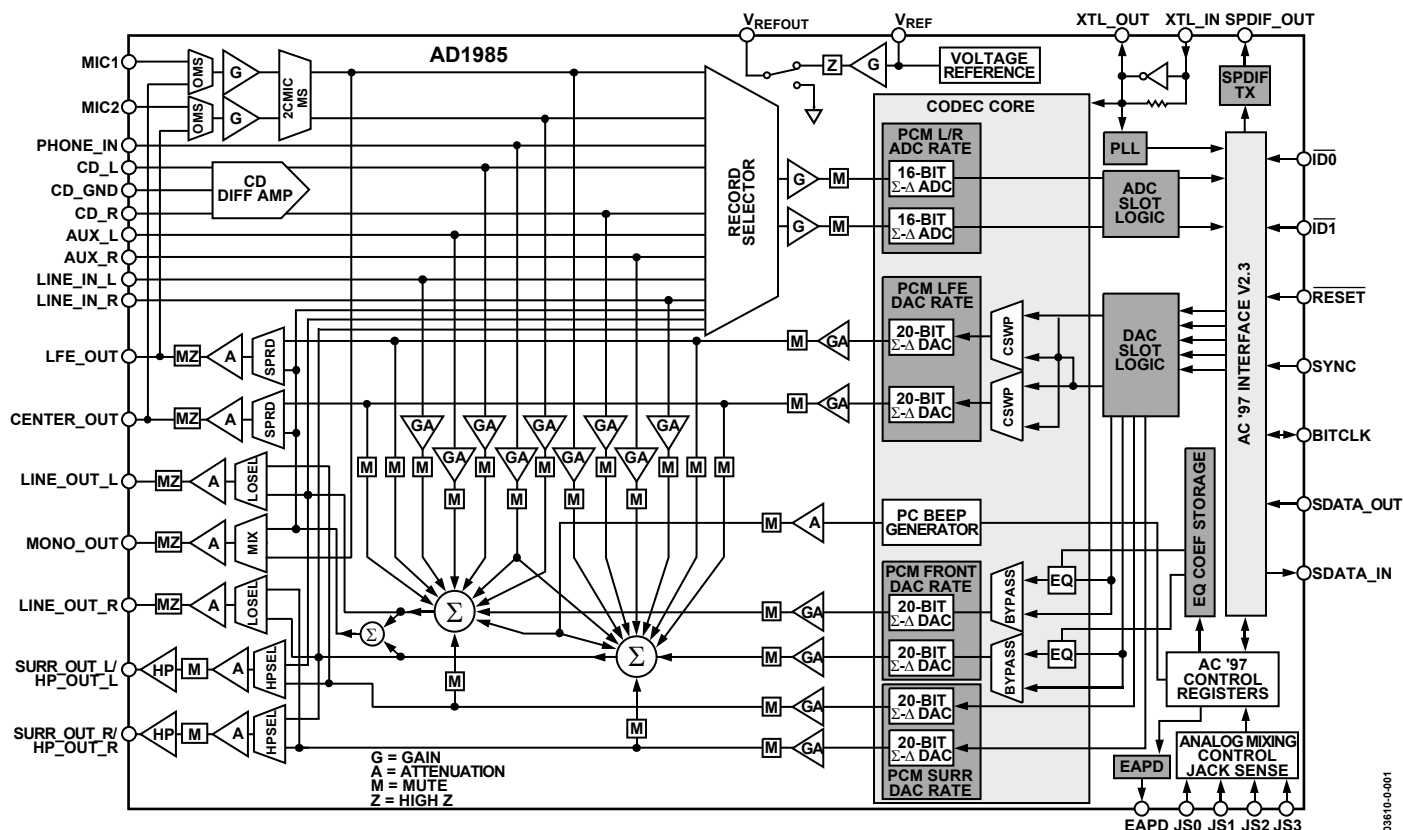 V_REFOUT
V_REF
XTL_OUT
XTL_IN
SPDIF_OUT
AD1985
MIC1
OMS
G
2CMIC
MS
MIC2
OMS
G
Z
G
VOLTAGE
REFERENCE
SPDIF
TX
CODEC CORE
PHONE_IN
CD_L
CD_GND
CD_R
CD
DIFF AMP
AUX_L
AUX_R
LINE_IN_L
LINE_IN_R
RECORD
SELECTOR
G
M
G
M
PCM L/R
ADC RATE
16-BIT
Σ-Δ ADC
16-BIT
Σ-Δ ADC
PLL
ADC
SLOT
LOGIC
ID0
ID1
RESET
SYNC
BITCLK
SDATA_OUT
SDATA_IN
AC '97 INTERFACE V2.3
PCM LFE
DAC RATE
20-BIT
Σ-Δ DAC
20-BIT
Σ-Δ DAC
CSWP
CSWP
DAC
SLOT
LOGIC
M
GA
M
GA
LFE_OUT
MZ
A
SPRD
CENTER_OUT
MZ
A
SPRD
GA
GA
GA
GA
GA
GA
GA
GA
GA
M
M
M
M
M
M
M
M
M
LINE_OUT_L
MZ
A
LOSEL
MONO_OUT
MZ
A
MIX
LINE_OUT_R
MZ
A
LOSEL
M
A
PC BEEP
GENERATOR
EQ COEF STORAGE
PCM FRONT
DAC RATE
20-BIT
Σ-Δ DAC
20-BIT
Σ-Δ DAC
BYPASS
BYPASS
EQ
EQ
Σ
Σ
Σ
M
GA
M
GA
M
M
SURR_OUT_L/
HP_OUT_L
HP
M
A
HPSEL
SURR_OUT_R/
HP_OUT_R
HP
M
A
HPSEL
M
GA
M
GA
20-BIT
Σ-Δ DAC
20-BIT
Σ-Δ DAC
PCM SURR
DAC RATE
AC '97
CONTROL
REGISTERS
EAPD
ANALOG MIXING
CONTROL
JACK SENSE
G = GAIN
A = ATTENUATION
M = MUTE
Z = HIGH Z
EAPD
JS0
JS1
JS2
JS3
03610-0-001